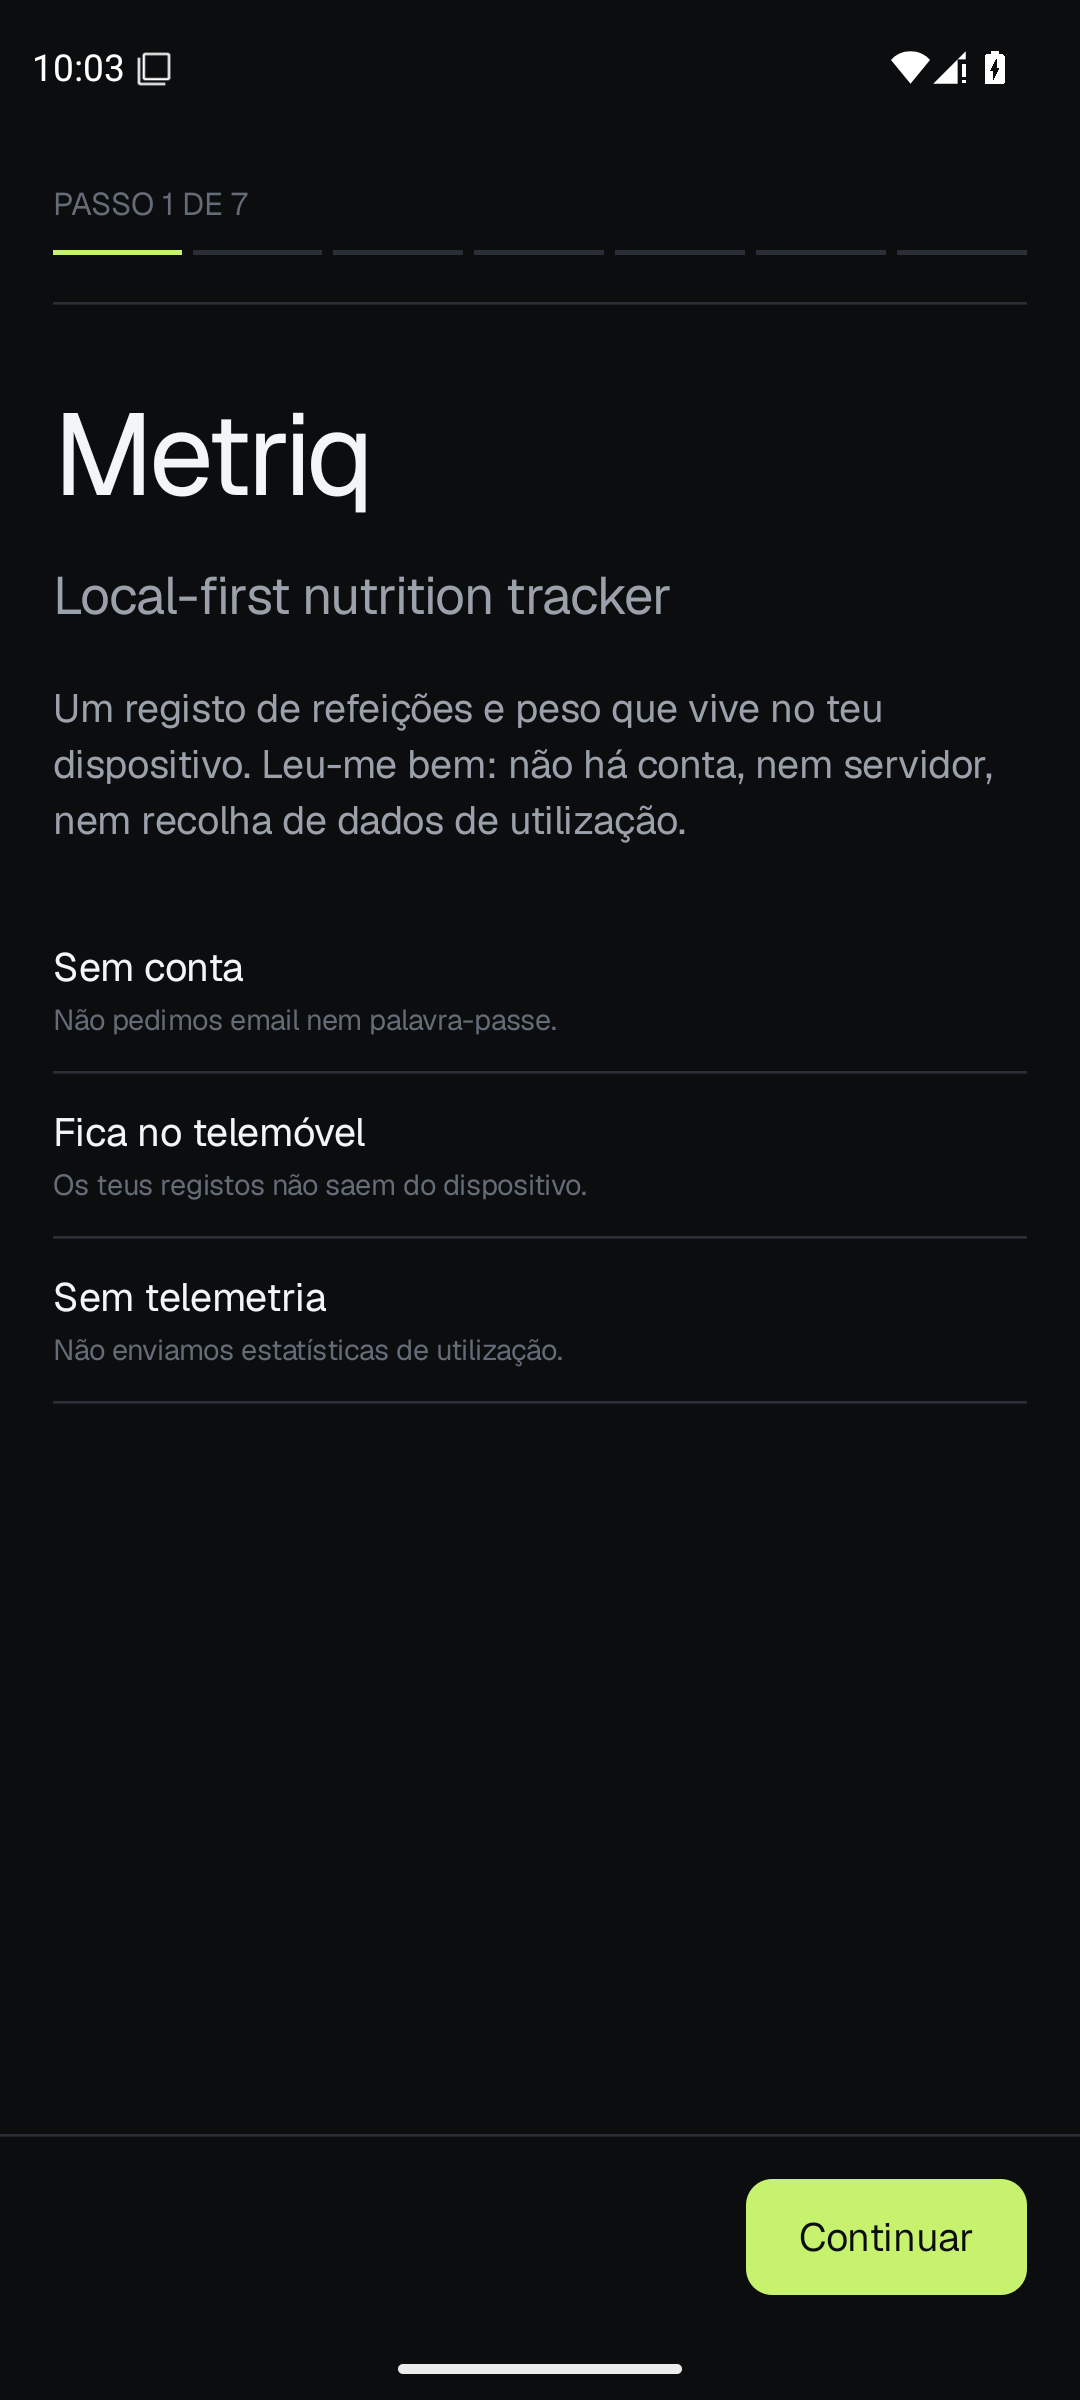 10:03
PASSO 1 DE 7
Metriq
Local-first nutrition tracker
Um registo de refeições e peso que vive no teu
dispositivo. Leu-me bem: não há conta, nem servidor,
nem recolha de dados de utilização.
Sem conta
Não pedimos email nem palavra-passe.
Fica no telemóvel
Os teus registos não saem do dispositivo.
Sem telemetria
Não enviamos estatísticas de utilização.
Continuar